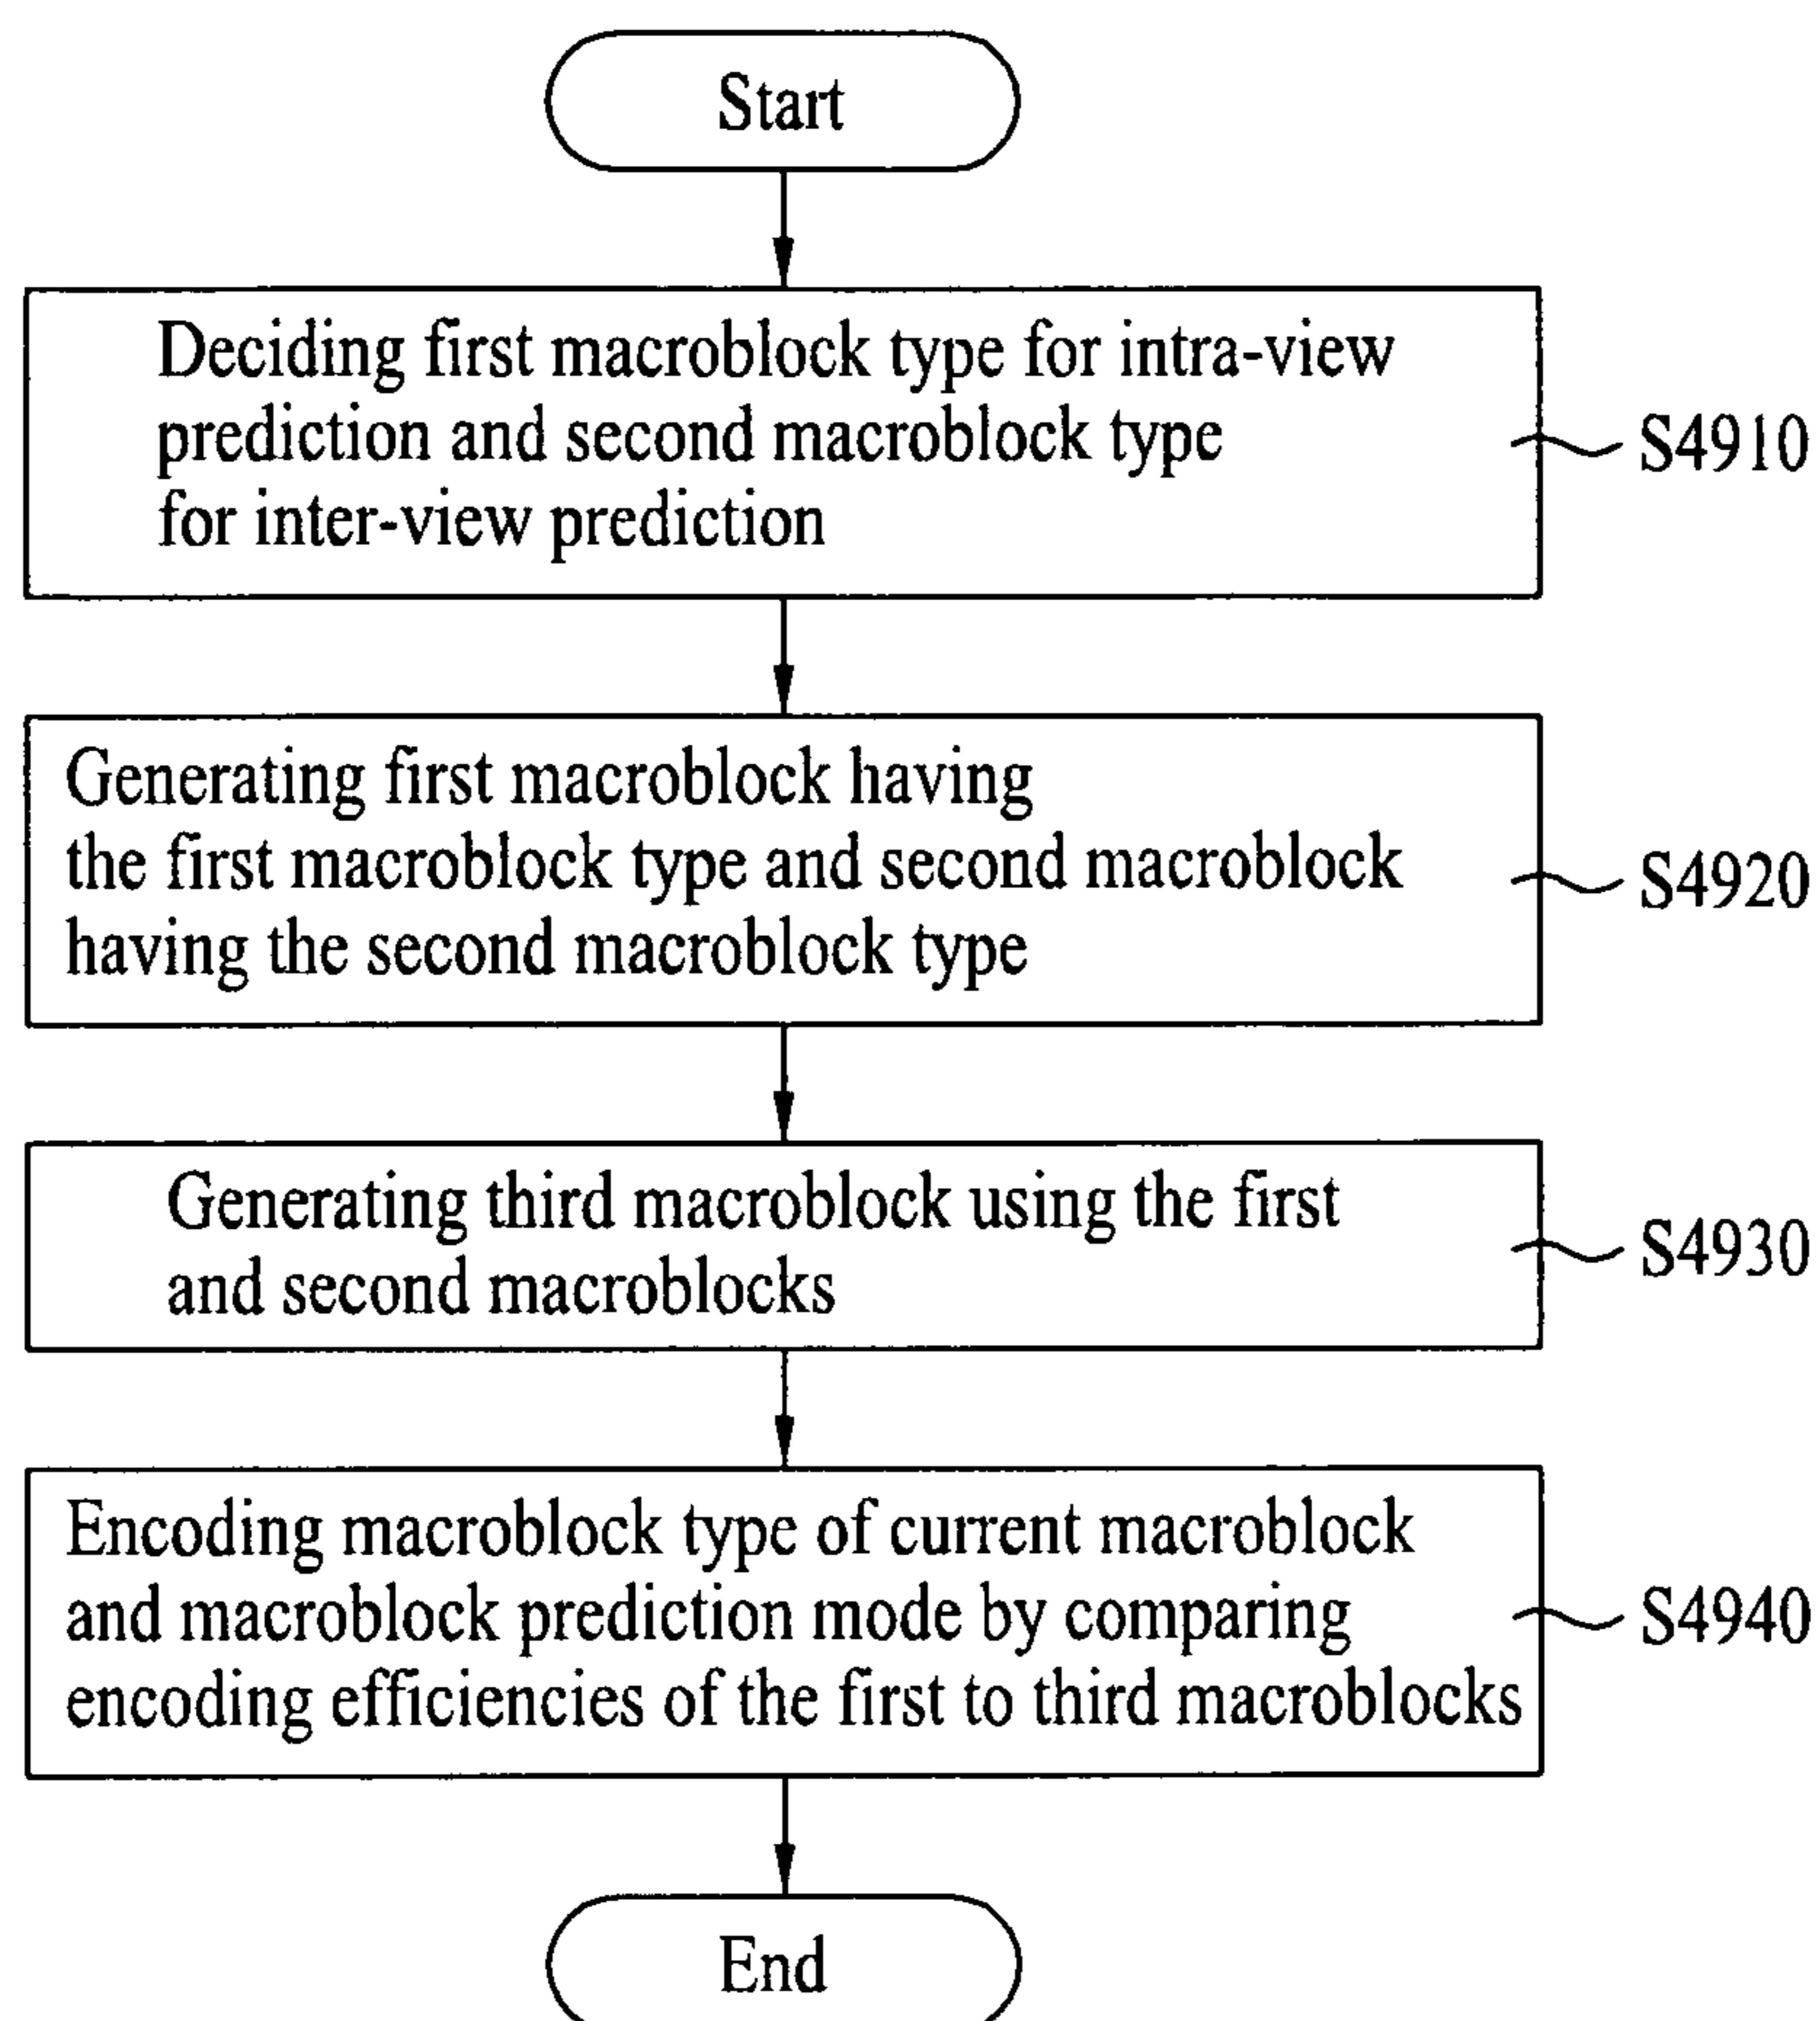 Start
Deciding first macroblock type for intra-view
prediction and second macroblock type
for inter-view prediction
S4910
Generating first macroblock having
the first macroblock type and second macroblock
having the second macroblock type
S4920
Generating third macroblock using the first
and second macroblocks
S4930
Encoding macroblock type of current macroblock
and macroblock prediction mode by comparing
encoding efficiencies of the first to third macroblocks
S4940
End